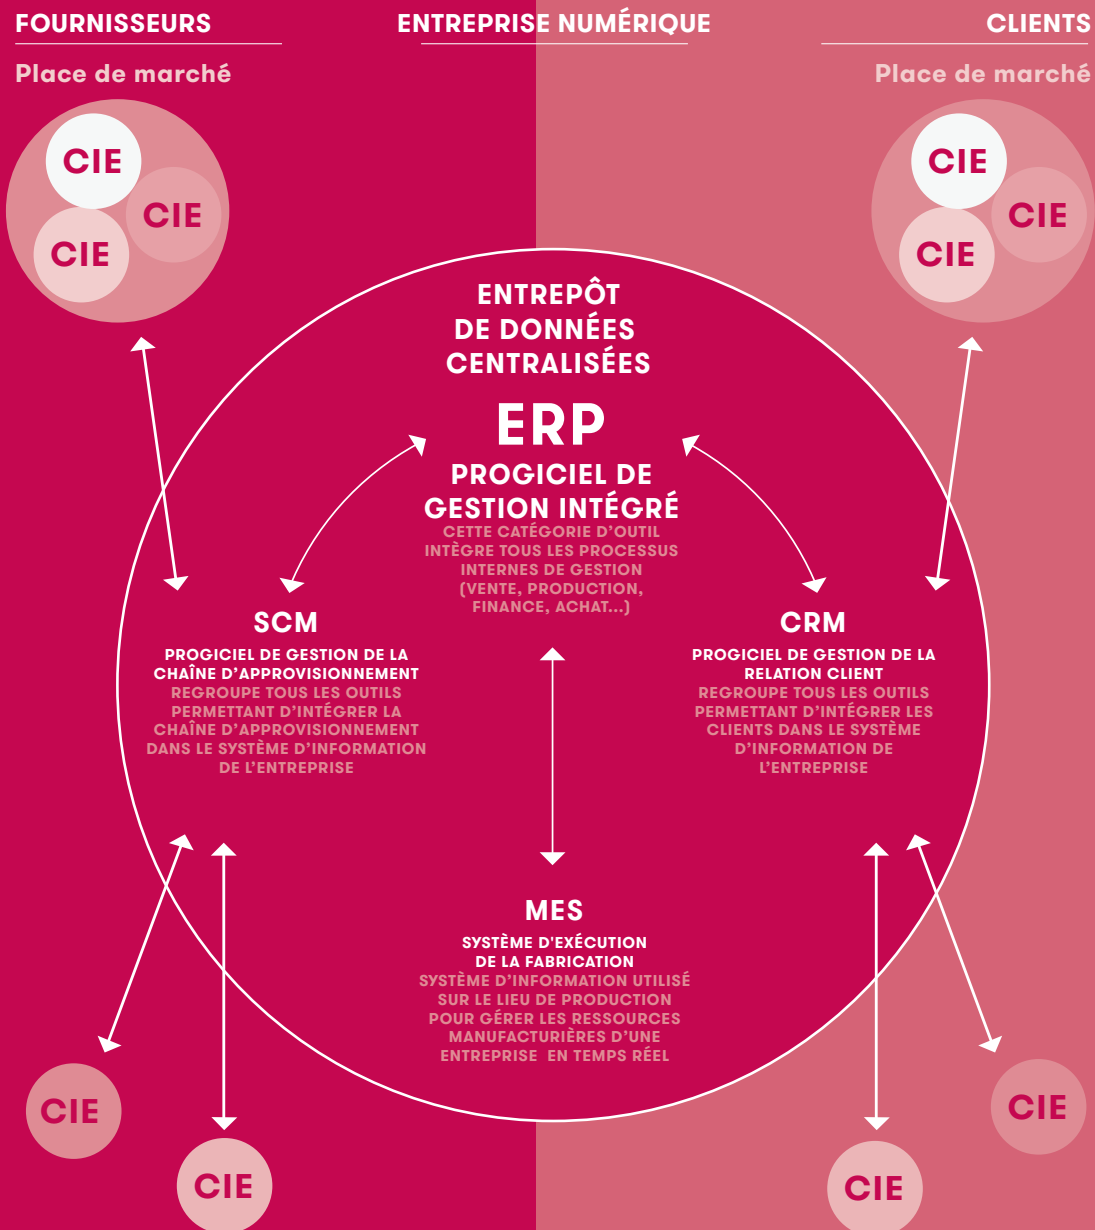 FOURNISSEURS
ENTREPRISE NUMÉRIQUE
CLIENTS
Place de marché
Place de marché
CIE
CIE
CIE
CIE
CIE
CIE
ENTREPÔT
DE DONNÉES
CENTRALISÉES
ERP
PROGICIEL DE
GESTION INTÉGRÉ
CETTE CATÉGORIE D’OUTIL
INTÈGRE TOUS LES PROCESSUS
INTERNES DE GESTION
(VENTE, PRODUCTION,
FINANCE, ACHAT...)
SCM
PROGICIEL DE GESTION DE LA
CHAÎNE D’APPROVISIONNEMENT
REGROUPE TOUS LES OUTILS
PERMETTANT D’INTÉGRER LA
CHAÎNE D’APPROVISIONNEMENT
DANS LE SYSTÈME D’INFORMATION
DE L’ENTREPRISE
CRM
PROGICIEL DE GESTION DE LA
RELATION CLIENT
REGROUPE TOUS LES OUTILS
PERMETTANT D’INTÉGRER LES
CLIENTS DANS LE SYSTÈME
D’INFORMATION DE
L’ENTREPRISE
MES
SYSTÈME D'EXÉCUTION
DE LA FABRICATION
SYSTÈME D’INFORMATION UTILISÉ
SUR LE LIEU DE PRODUCTION
POUR GÉRER LES RESSOURCES
MANUFACTURIÈRES D’UNE
ENTREPRISE EN TEMPS RÉEL
CIE
CIE
CIE
CIE